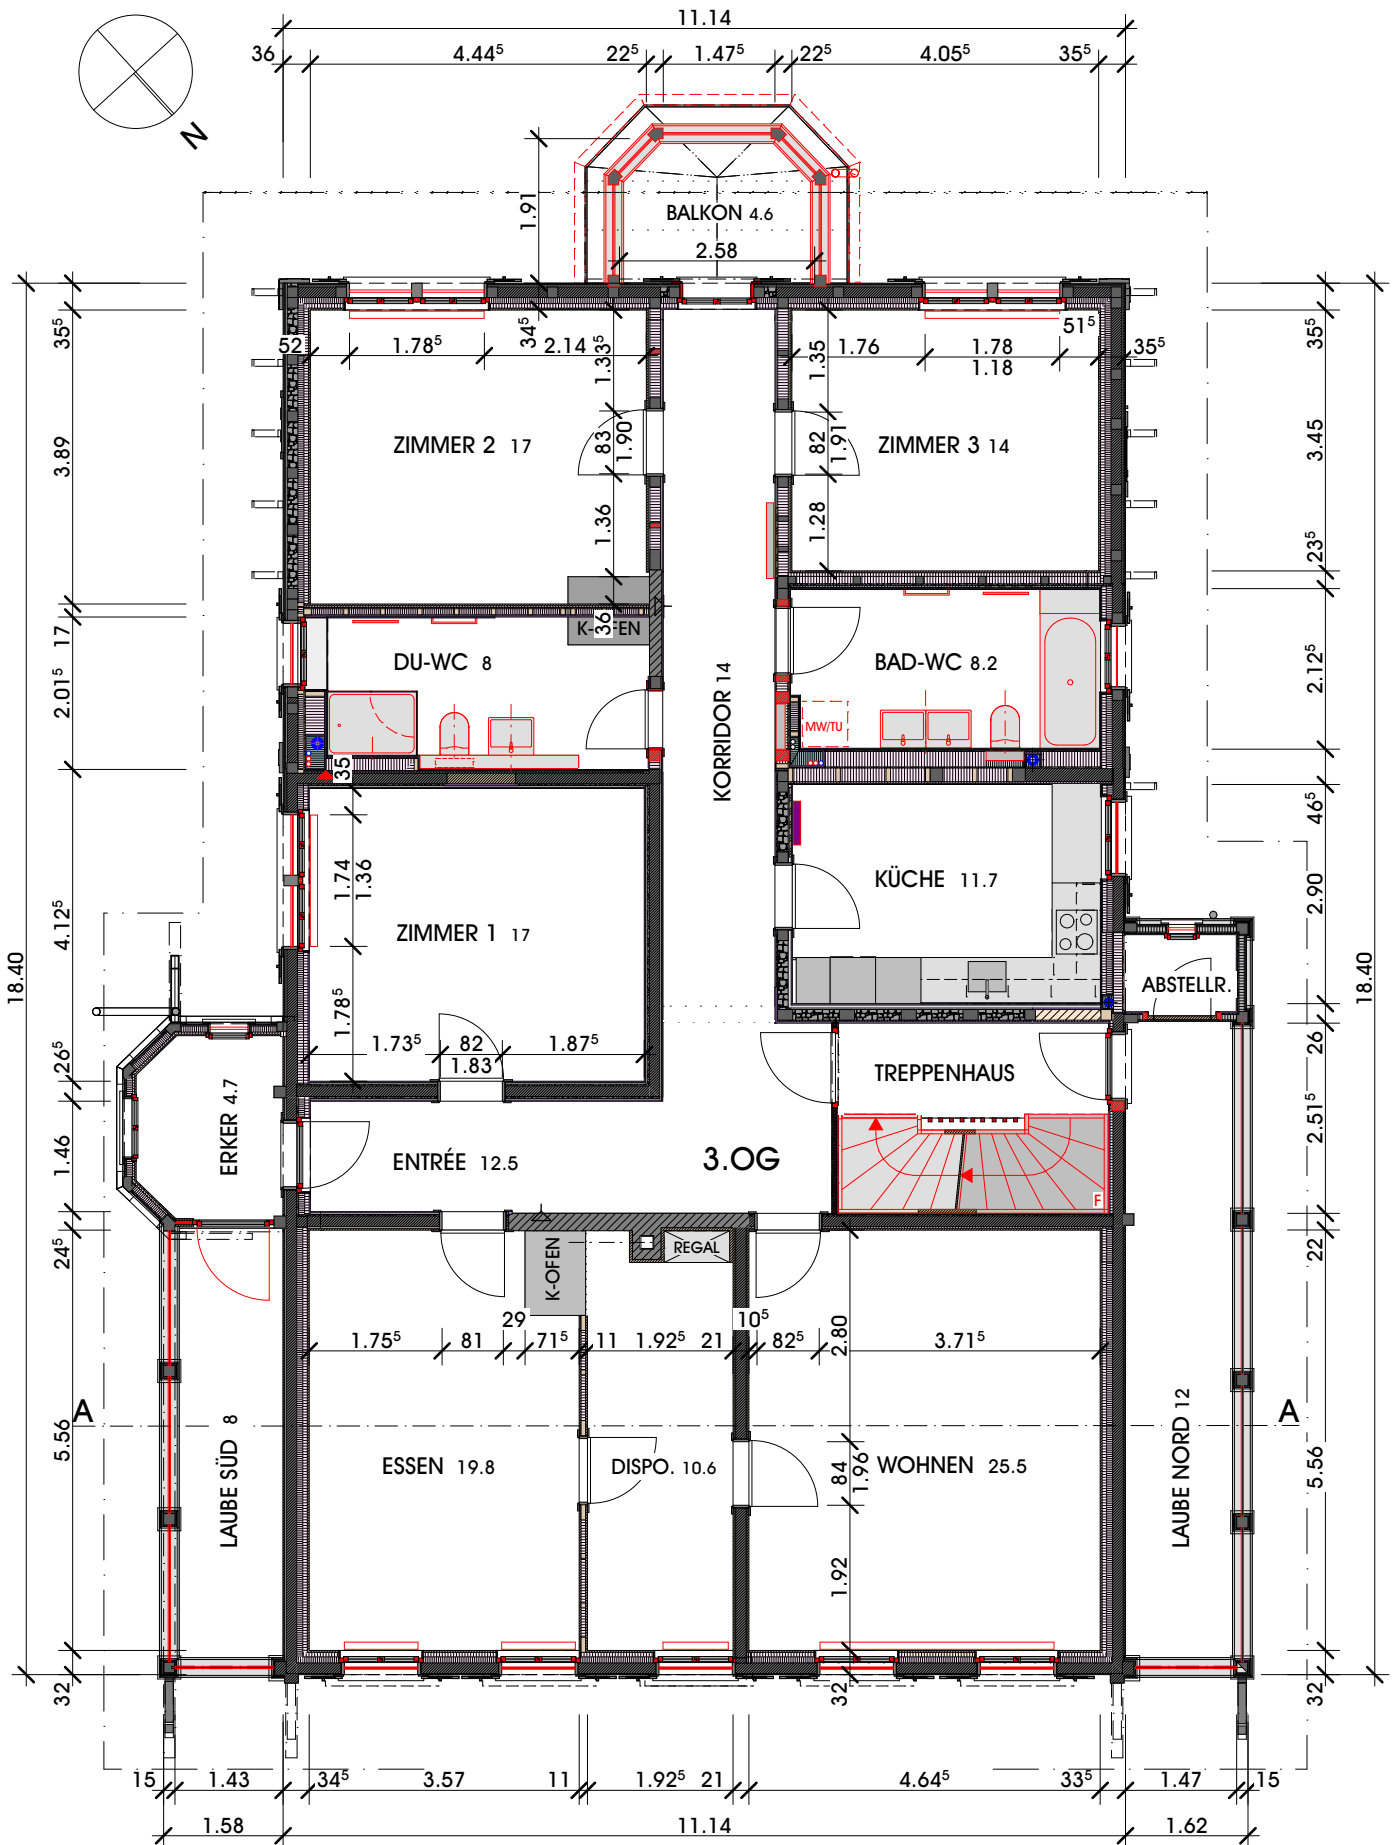 11.14
36 4.44⁵ 22⁵ 1.47⁵ 22⁵ 4.05⁵ 35⁵
N
1.91
BALKON 4.6
2.58
35⁵ 34⁵ 51⁵ 35⁵
52 1.78⁵ 2.14 1.33⁵ 1.35 1.76 1.78 35⁵
1.18
3.89 ZIMMER 2 17 83 1.90 82 1.91 ZIMMER 3 14 3.45
1.36 1.28 23⁵
17 36 K-OFEN
2.01⁵ DU-WC 8 KORRIDOR 14 BAD-WC 8.2 2.12⁵
MW/TU
35
46⁵
1.74 1.36 KÜCHE 11.7 2.90
4.12⁵ ZIMMER 1 17
18.40 18.40
ABSTELLR.
1.78⁵
1.73⁵ 82 1.87⁵
1.83
26⁵ 26
TREPPENHAUS
ERKER 4.7 2.51⁵
1.46 ENTRÉE 12.5 3.OG
F
24⁵ K-OFEN REGAL 22
29 10⁵
1.75⁵ 81 71⁵ 11 1.92⁵ 21 82⁵ 2.80 3.71⁵
A A
5.56 LAUBE SÜD 8 ESSEN 19.8 DISPO. 10.6 84 1.96 WOHNEN 25.5 LAUBE NORD 12 5.56
1.92
32 32 32
15 1.43 34⁵ 3.57 11 1.92⁵ 21 4.64⁵ 33⁵ 1.47 15
1.58 11.14 1.62